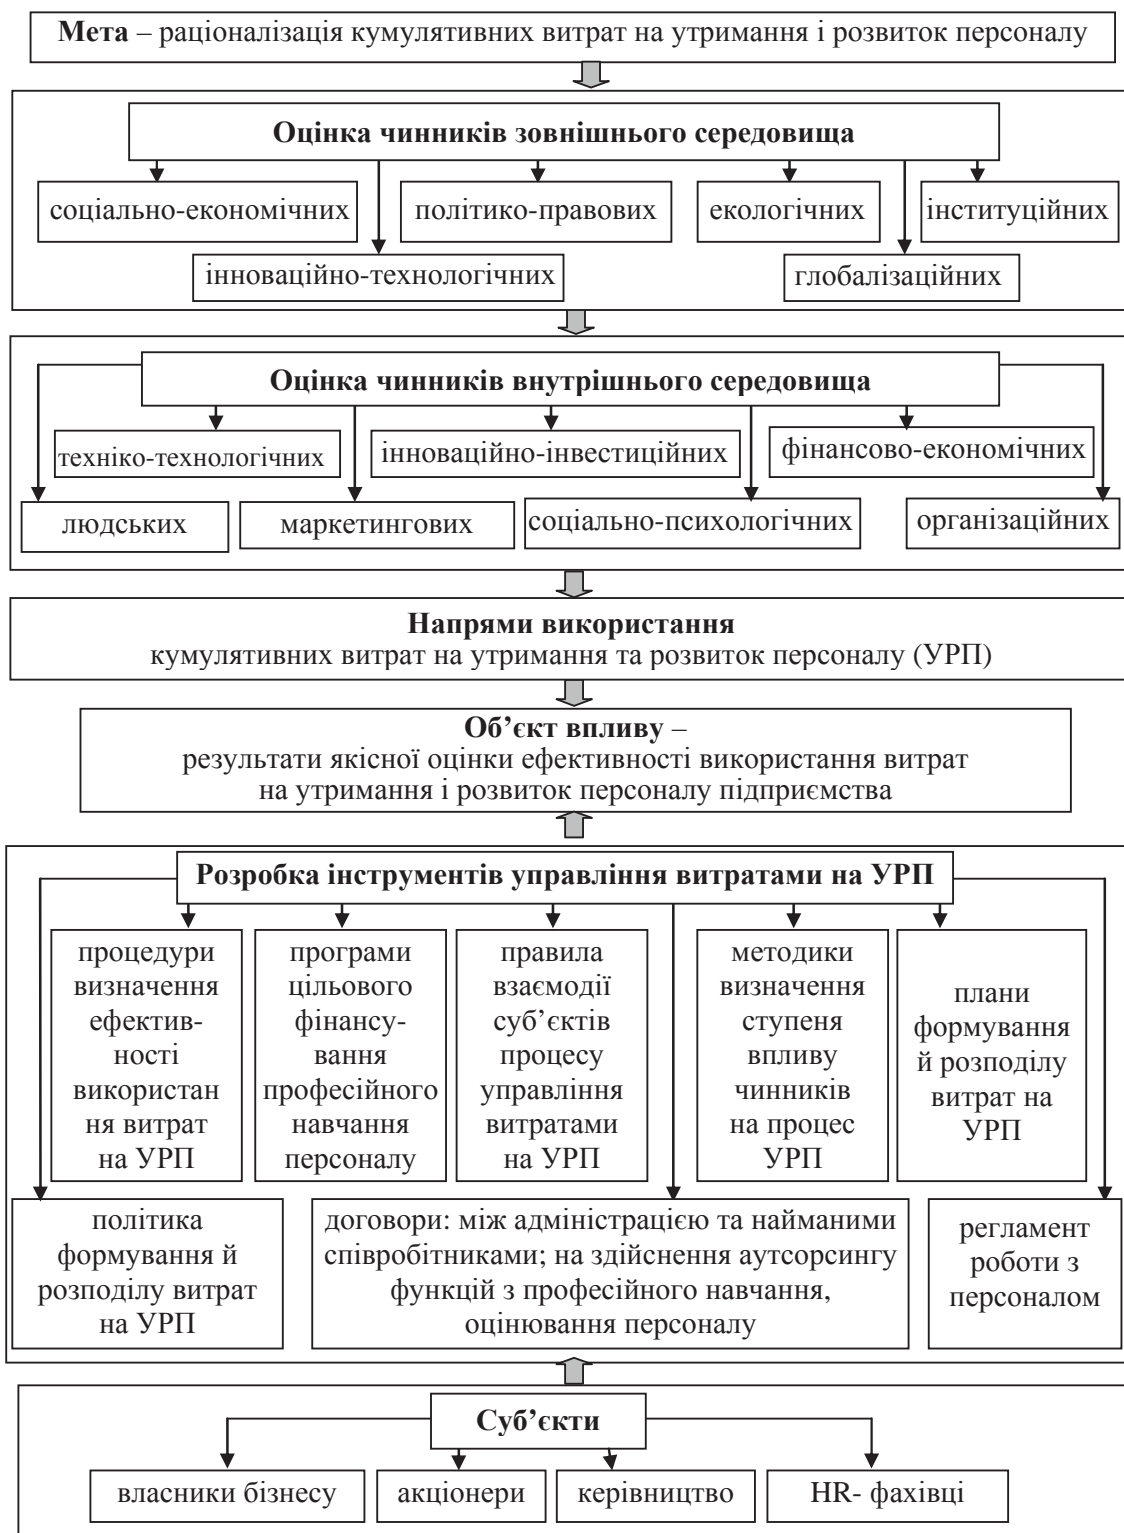 Мета – раціоналізація кумулятивних витрат на утримання і розвиток персоналу
Оцінка чинників зовнішнього середовища
соціально-економічних
політико-правових
екологічних
інституційних
інноваційно-технологічних
глобалізаційних
Оцінка чинників внутрішнього середовища
техніко-технологічних
інноваційно-інвестиційних
фінансово-економічних
людських
маркетингових
соціально-психологічних
організаційних
Напрями використання
кумулятивних витрат на утримання та розвиток персоналу (УРП)
Об’єкт впливу –
результати якісної оцінки ефективності використання витрат
на утримання і розвиток персоналу підприємства
Розробка інструментів управління витратами на УРП
процедури
визначення
ефектив-
ності
використан
ня витрат
на УРП
програми
цільового
фінансу-
вання
професійного
навчання
персоналу
правила
взаємодії
суб’єктів
процесу
управління
витратами
на УРП
методики
визначення
ступеня
впливу
чинників
на процес
УРП
плани
формування
й розподілу
витрат на
УРП
політика
формування й
розподілу витрат
на УРП
договори: між адміністрацією та найманими
співробітниками; на здійснення аутсорсингу
функцій з професійного навчання,
оцінювання персоналу
регламент
роботи з
персоналом
Суб’єкти
власники бізнесу
акціонери
керівництво
HR- фахівці